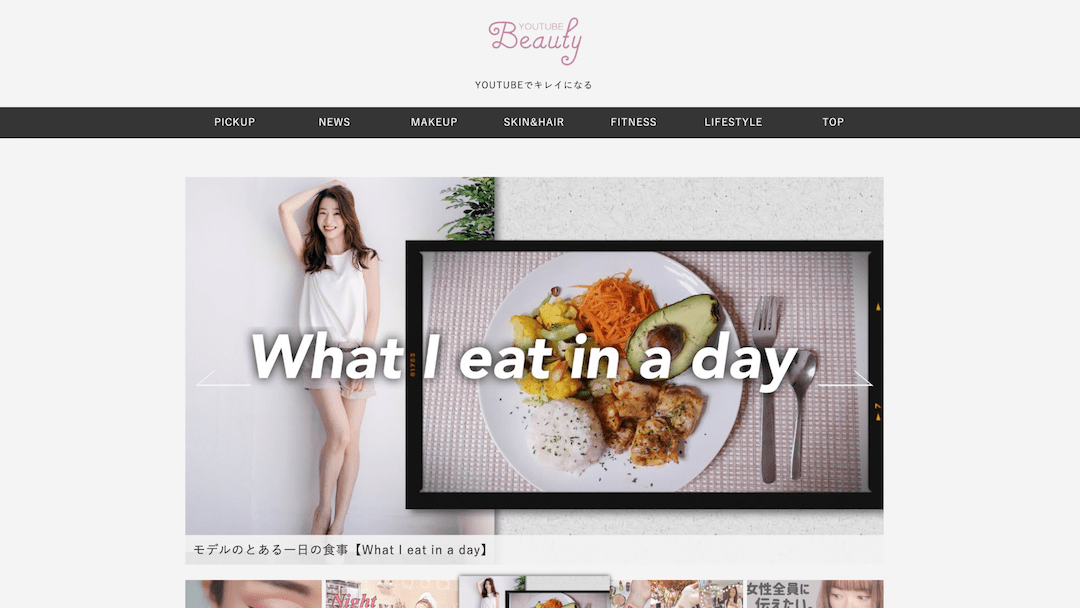 YOUTUBE
Beauty
YOUTUBEでキレイになる
PICKUP NEWS MAKEUP SKIN&HAIR FITNESS LIFESTYLE TOP
What I eat in a day
モデルのとある一日の食事【What I eat in a day】
Night
女性全員に
伝えたい。